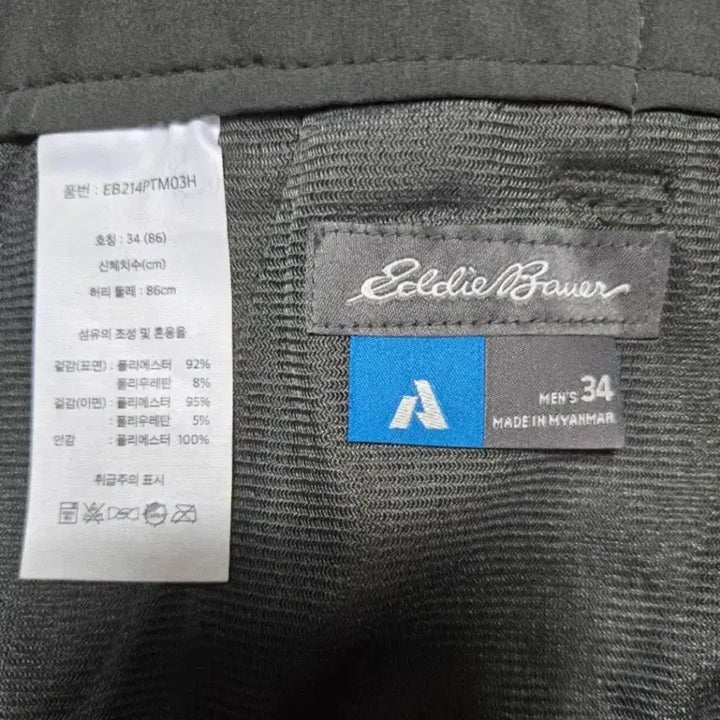 품번 : EB214PTM03H
호칭 : 34 (86)
신체치수(cm)
허리 둘레 : 86cm
섬유의 조성 및 혼용율
겉감(표면) : 폴리에스터 92%
폴리우레탄 8%
겉감(이면) : 폴리에스터 95%
: 폴리우레탄 5%
안감 : 폴리에스터 100%
취급주의 표시
Eddie Bauer
MEN'S 34
MADE IN MYANMAR